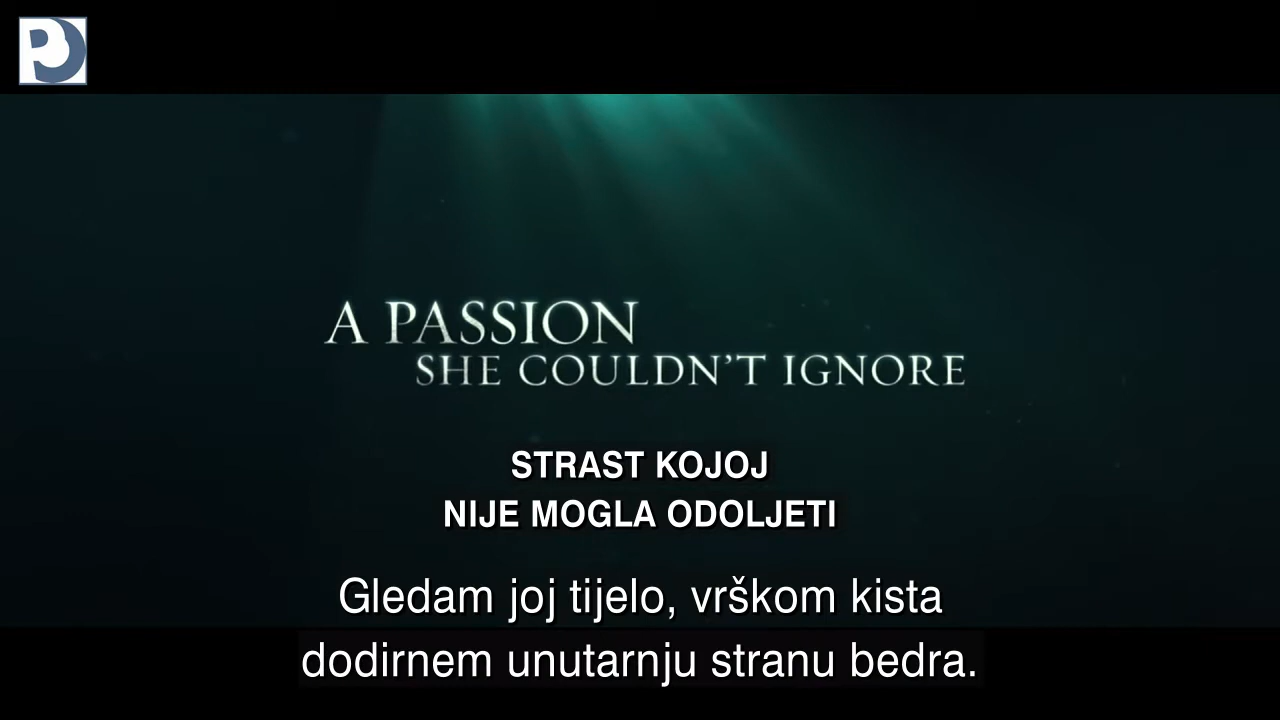 A PASSION
SHE COULDN'T IGNORE
STRAST KOJOJ
NIJE MOGLA ODOLJETI
Gledam joj tijelo, vrškom kista
dodirnem unutarnju stranu bedra.